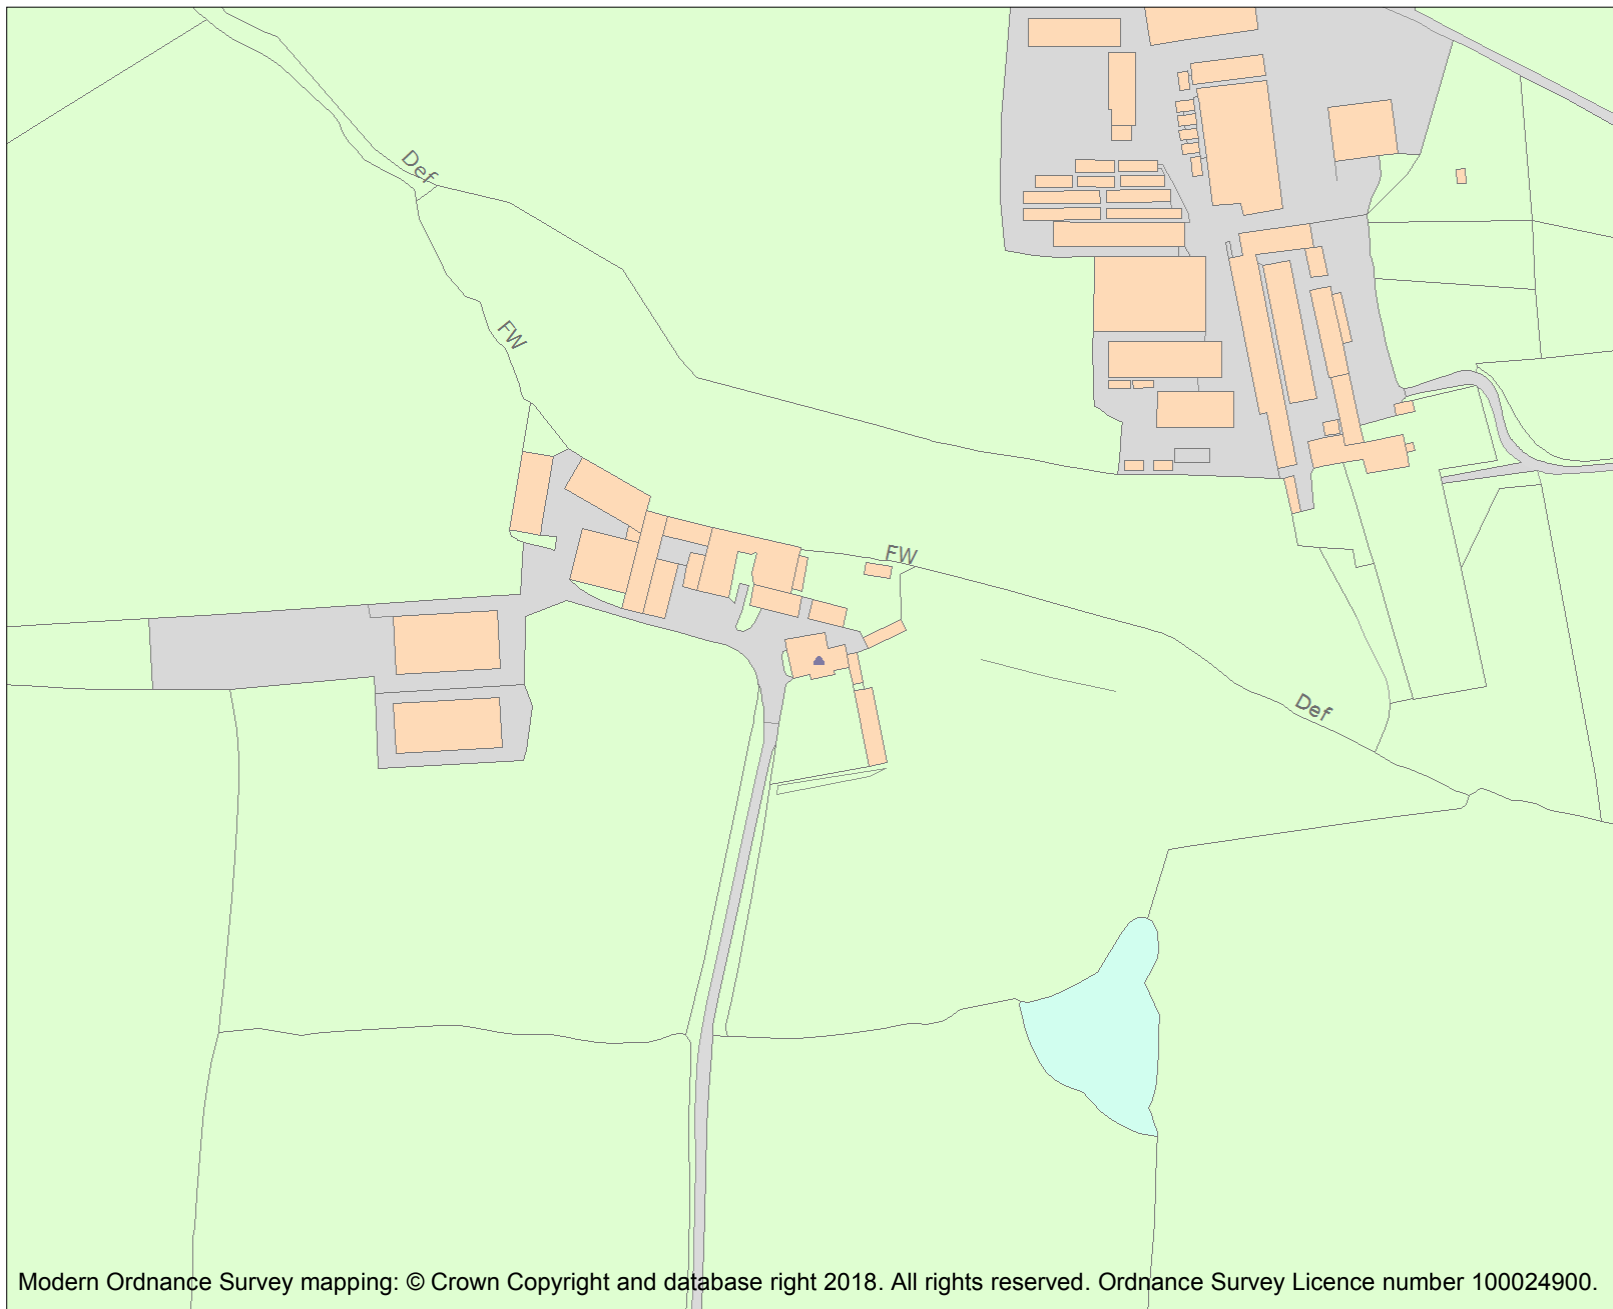 Def
FW
FW
Def
Modern Ordnance Survey mapping: © Crown Copyright and database right 2018. All rights reserved. Ordnance Survey Licence number 100024900.